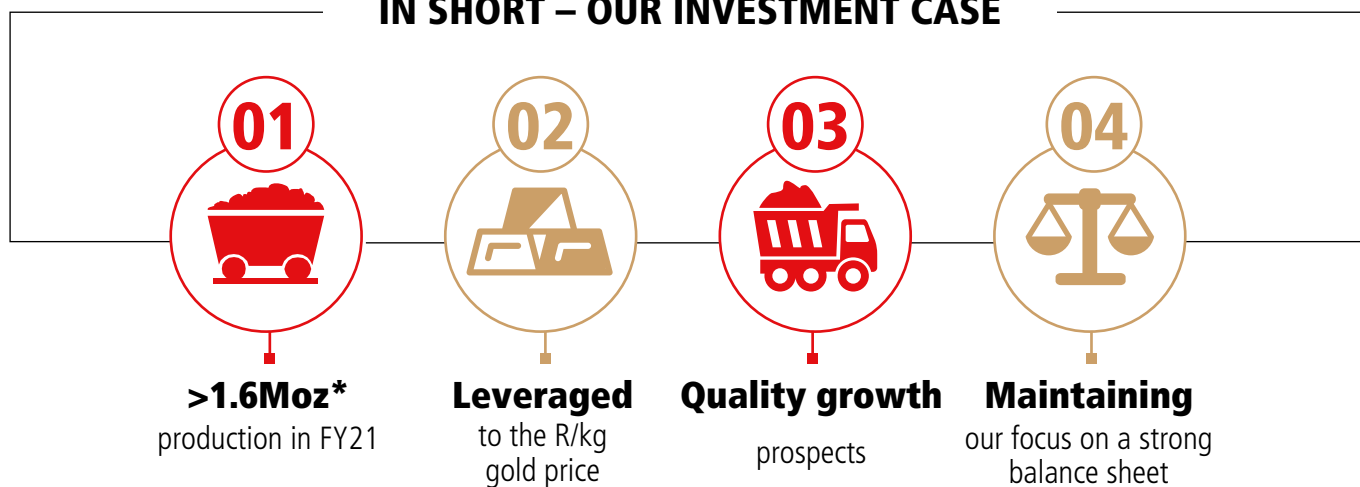 IN SHORT – OUR INVESTMENT CASE
01
>1.6Moz*
production in FY21
02
Leveraged
to the R/kg
gold price
03
Quality growth
prospects
04
Maintaining
our focus on a strong
balance sheet